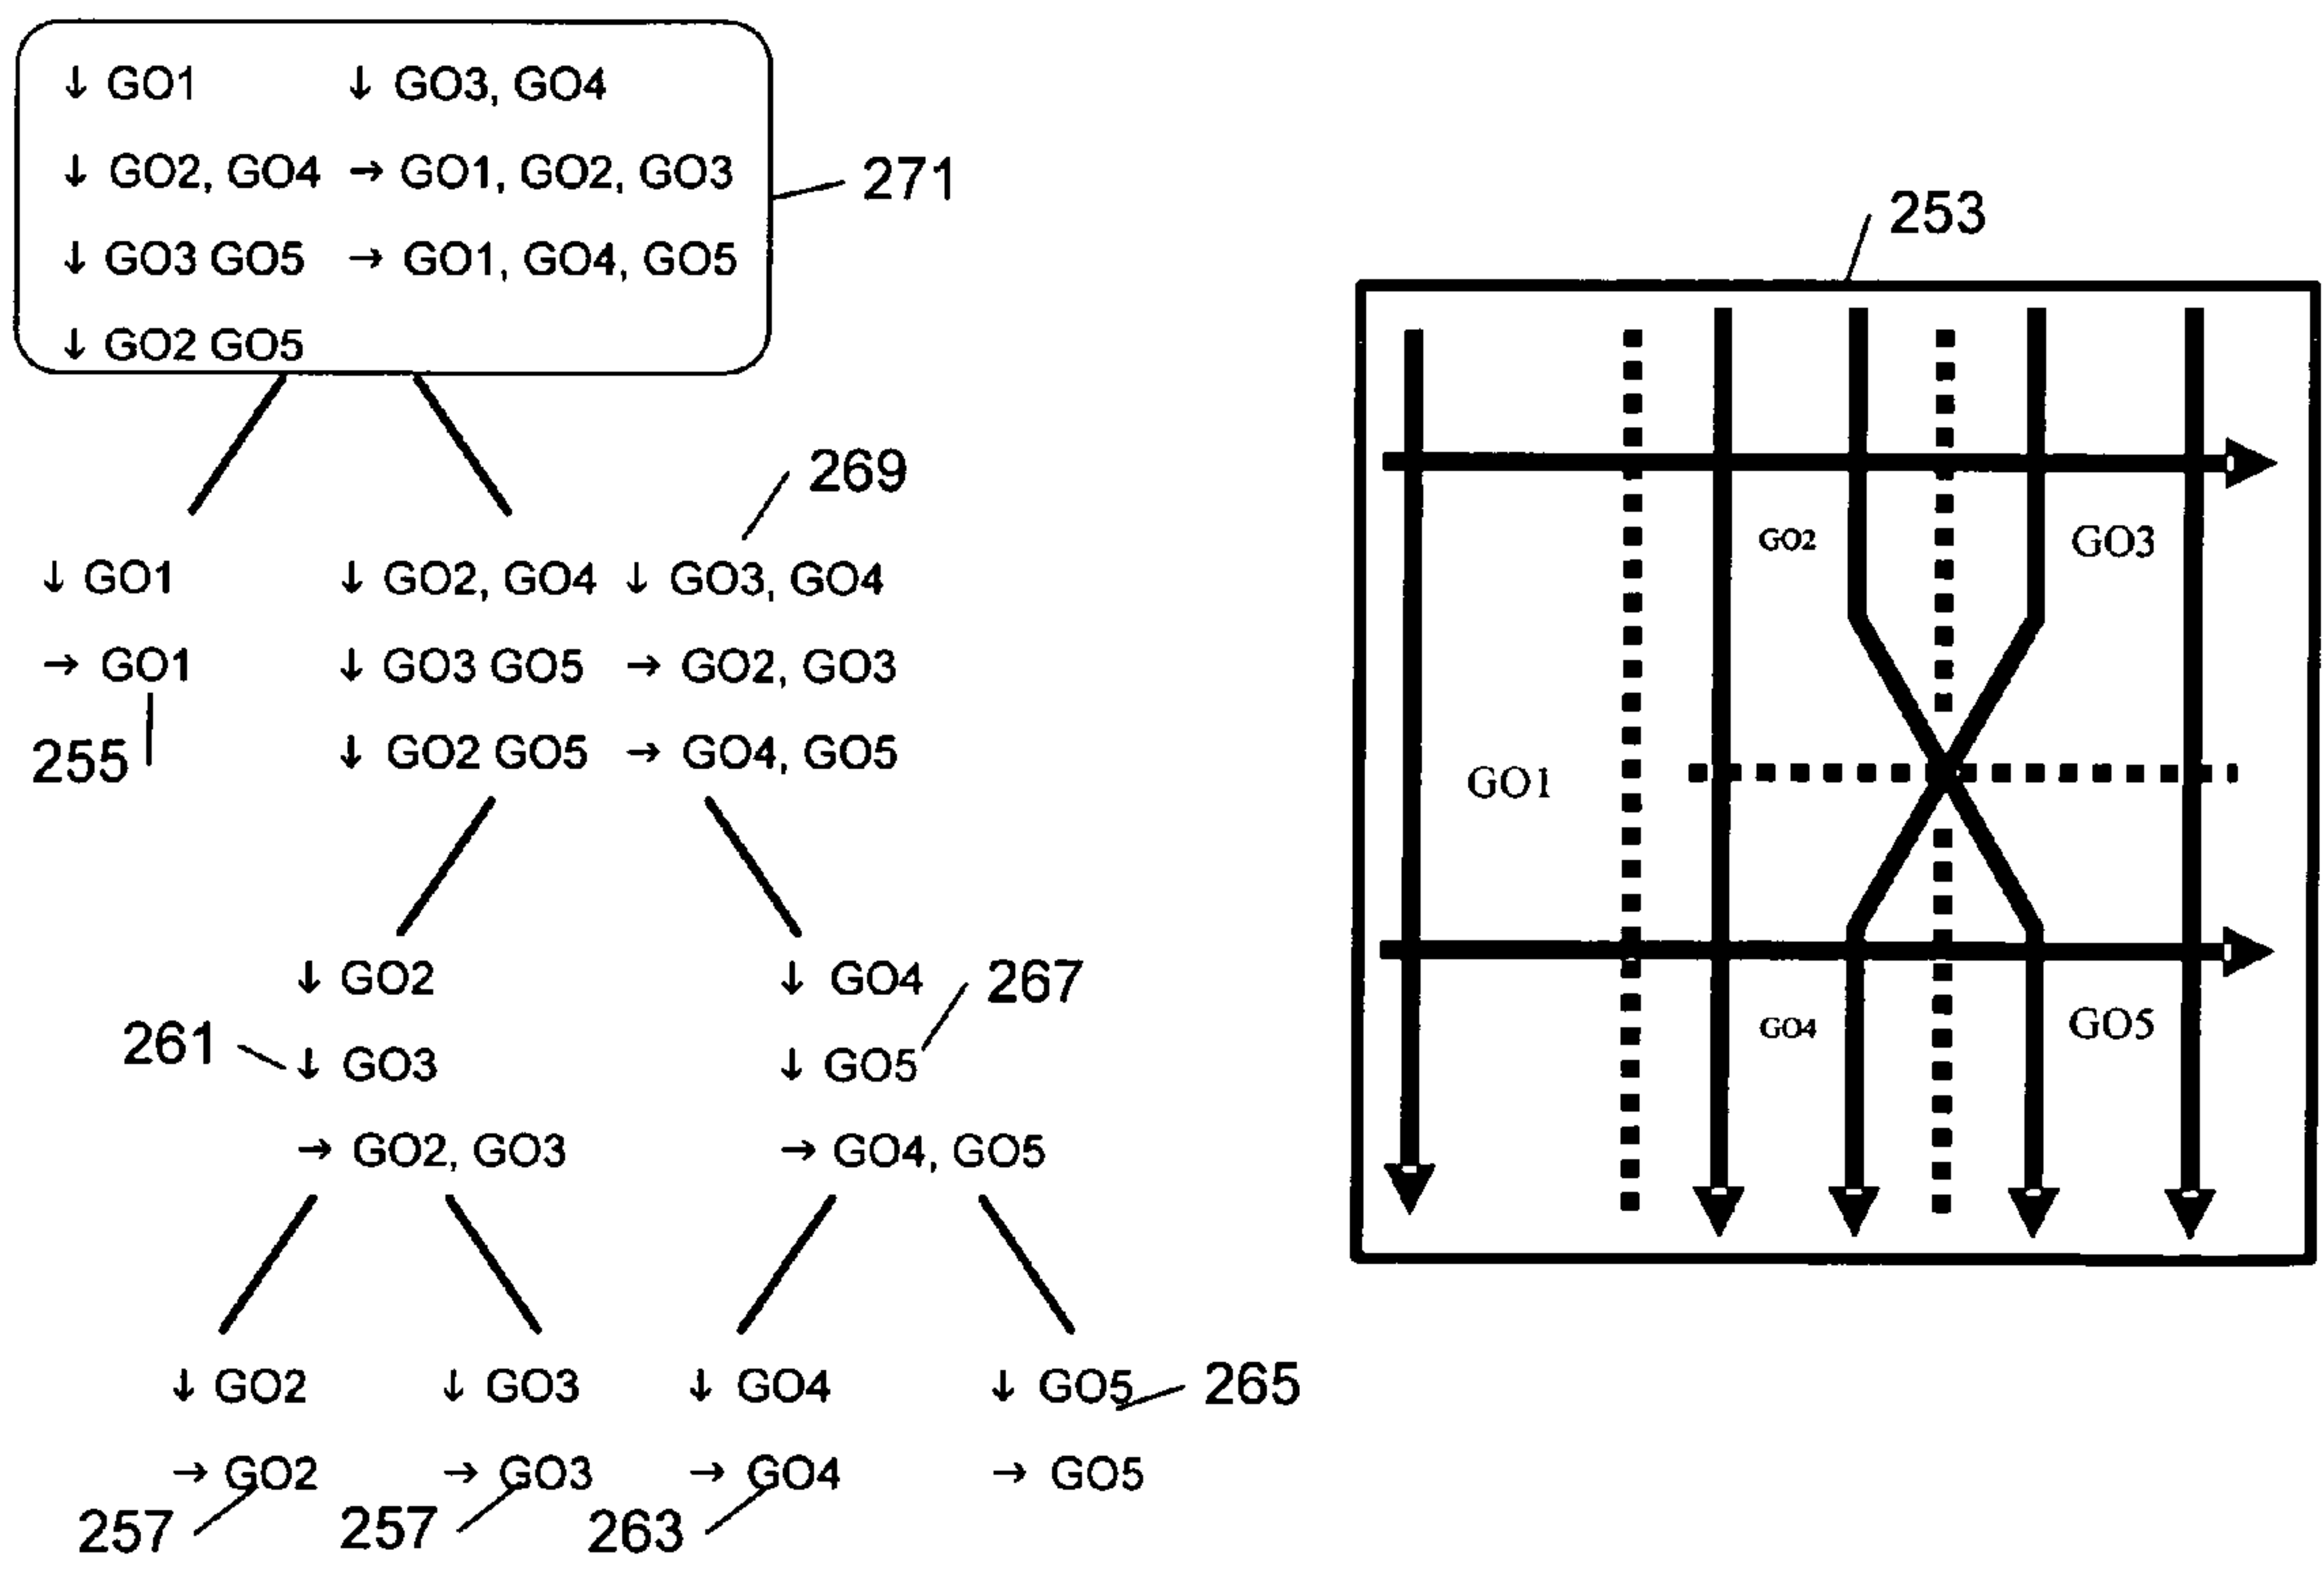 ↓ GO1 ↓ GO3, GO4
↓ GO2, GO4 → GO1, GO2, GO3
271
↓ GO3 GO5 → GO1, GO4, GO5
↓ GO2 GO5
269
↓ GO1 ↓ GO2, GO4 ↓ GO3, GO4
→ GO1 ↓ GO3 GO5 → GO2, GO3
255 ↓ GO2 GO5 → GO4, GO5
↓ GO2 ↓ GO4 267
261 ↓ GO3 ↓ GO5
→ GO2, GO3 → GO4, GO5
↓ GO2 ↓ GO3 ↓ GO4 ↓ GO5 265
→ GO2 → GO3 → GO4 → GO5
257 257 263
253
GO2 GO3
GO1
GO4 GO5